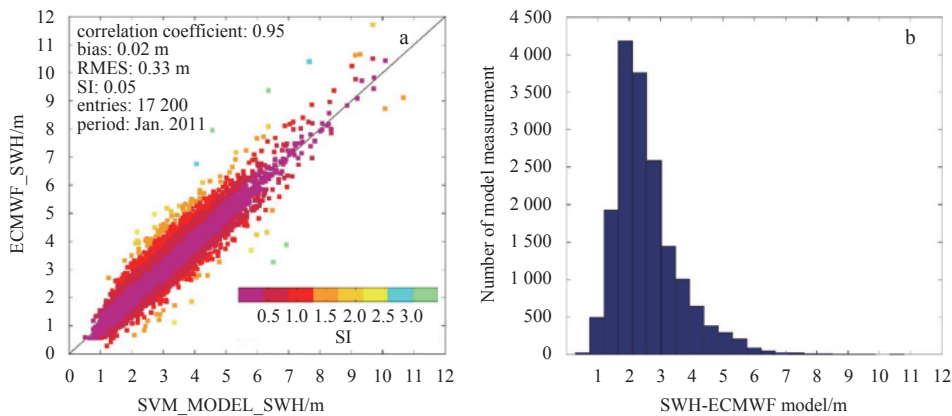 12
11
10
9
8
7
6
5
4
3
2
1
0
ECMWF_SWH/m
correlation coefficient: 0.95
a
bias: 0.02 m
RMES: 0.33 m
SI: 0.05
entries: 17 200
period: Jan. 2011
0.5 1.0 1.5 2.0 2.5 3.0
SI
0 1 2 3 4 5 6 7 8 9 10 11 12
SVM_MODEL_SWH/m
4 500
4 000
3 500
3 000
2 500
2 000
1 500
1 000
500
0
Number of model measurement
b
1 2 3 4 5 6 7 8 9 10 11 12
SWH-ECMWF model/m